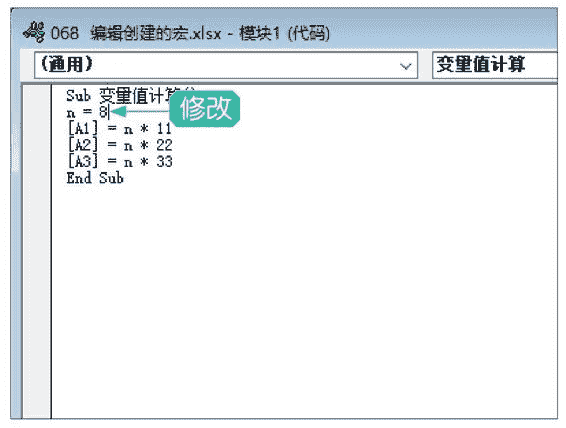 068 编辑创建的宏.xlsx - 模块1 (代码)
(通用)
变量值计算
Sub 变量值计算()
n = 8
修改
[A1] = n * 11
[A2] = n * 22
[A3] = n * 33
End Sub